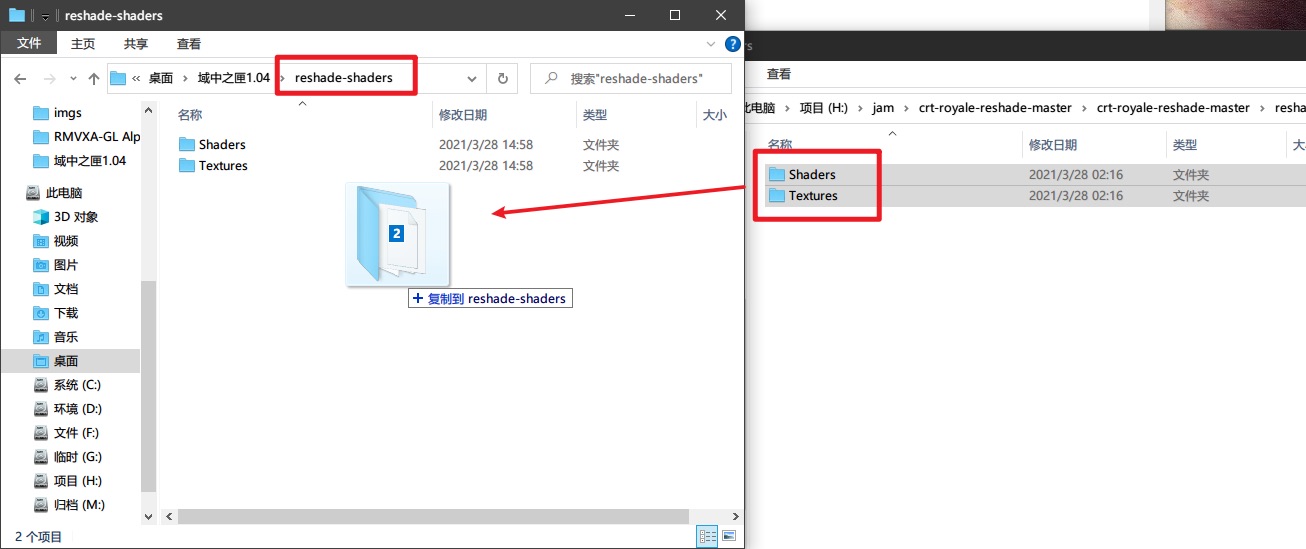 reshade-shaders
文件 主页 共享 查看
桌面 域中之匣1.04 reshade-shaders 搜索"reshade-shaders"
imgs
RMVXA-GL Alp
域中之匣1.04
此电脑
3D 对象
视频
图片
文档
下载
音乐
桌面
系统 (C:)
环境 (D:)
文件 (F:)
临时 (G:)
项目 (H:)
归档 (M:)
名称 修改日期 类型 大小
Shaders 2021/3/28 14:58 文件夹
Textures 2021/3/28 14:58 文件夹
2
复制到 reshade-shaders
2 个项目
查看
此电脑 项目 (H:) jam crt-royale-reshade-master crt-royale-reshade-master resha
名称 修改日期 类型
Shaders 2021/3/28 02:16 文件夹
Textures 2021/3/28 02:16 文件夹